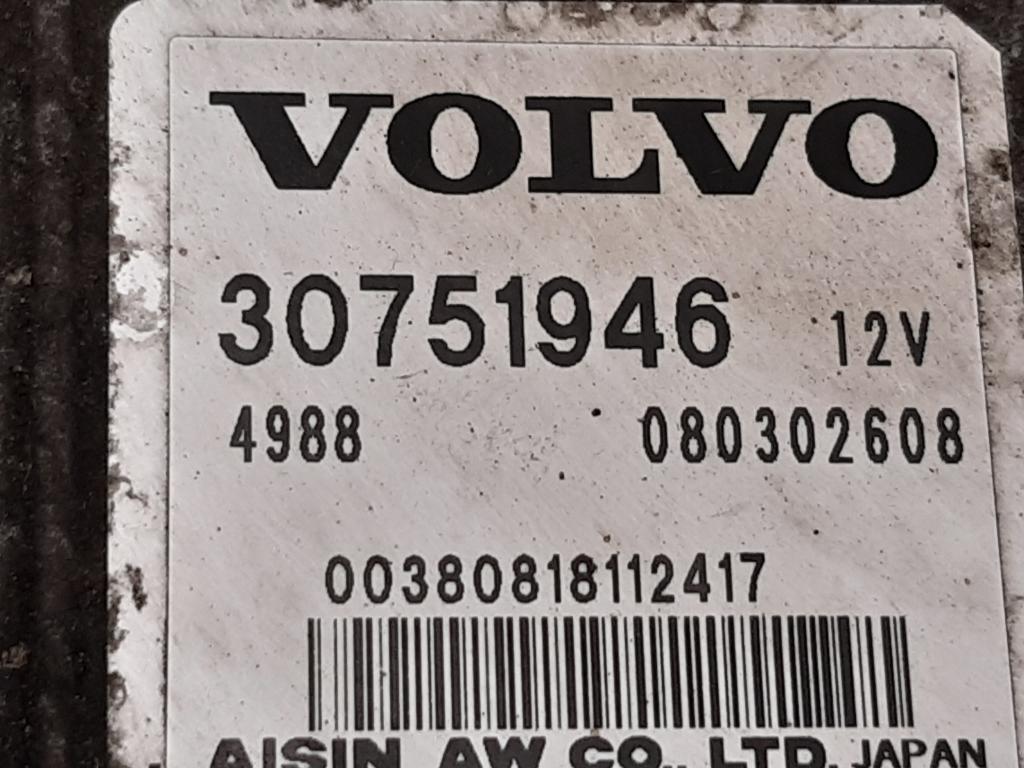 VOLVO
30751946 12V
4988 080302608
00380818112417
AISIN AW CO., LTD. JAPAN